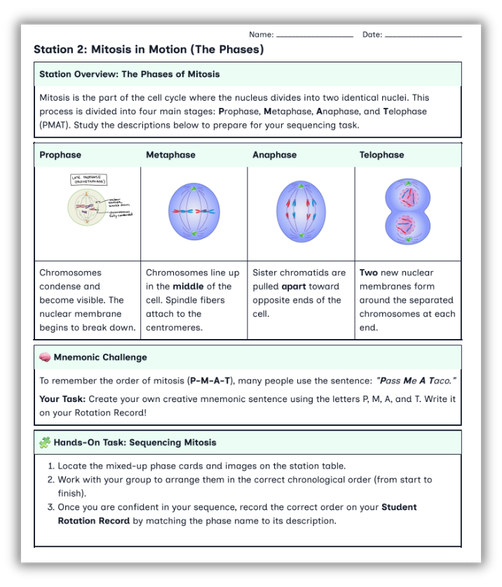 Name: Date:
Station 2: Mitosis in Motion (The Phases)
Station Overview: The Phases of Mitosis
Mitosis is the part of the cell cycle where the nucleus divides into two identical nuclei. This
process is divided into four main stages: Prophase, Metaphase, Anaphase, and Telophase
(PMAT). Study the descriptions below to prepare for your sequencing task.
Prophase
LATE PROPHASE
(PROMETAPHASE)
Chromosomes
condense and
become visible. The
nuclear membrane
begins to break down.
Metaphase
Chromosomes line up
in the middle of the
cell. Spindle fibers
attach to the
centromeres.
Anaphase
Sister chromatids are
pulled apart toward
opposite ends of the
cell.
Telophase
Two new nuclear
membranes form
around the separated
chromosomes at each
end.
Mnemonic Challenge
To remember the order of mitosis (P-M-A-T), many people use the sentence: "Pass Me A Taco."
Your Task: Create your own creative mnemonic sentence using the letters P, M, A, and T. Write it
on your Rotation Record!
Hands-On Task: Sequencing Mitosis
1. Locate the mixed-up phase cards and images on the station table.
2. Work with your group to arrange them in the correct chronological order (from start to
finish).
3. Once you are confident in your sequence, record the correct order on your Student
Rotation Record by matching the phase name to its description.